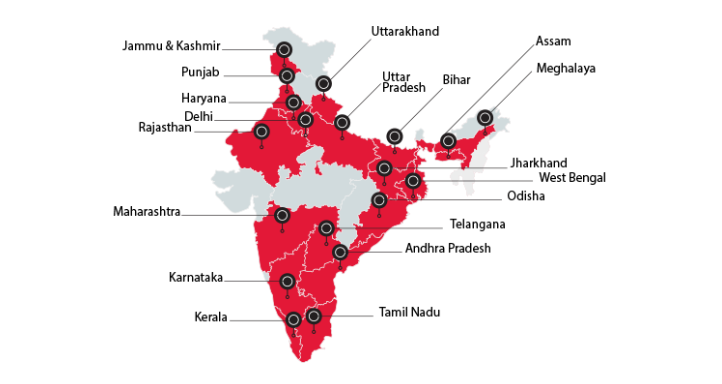 Jammu & Kashmir
Uttarakhand
Assam
Punjab
Uttar
Pradesh
Bihar
Meghalaya
Haryana
Delhi
Rajasthan
Jharkhand
West Bengal
Odisha
Maharashtra
Telangana
Andhra Pradesh
Karnataka
Kerala
Tamil Nadu